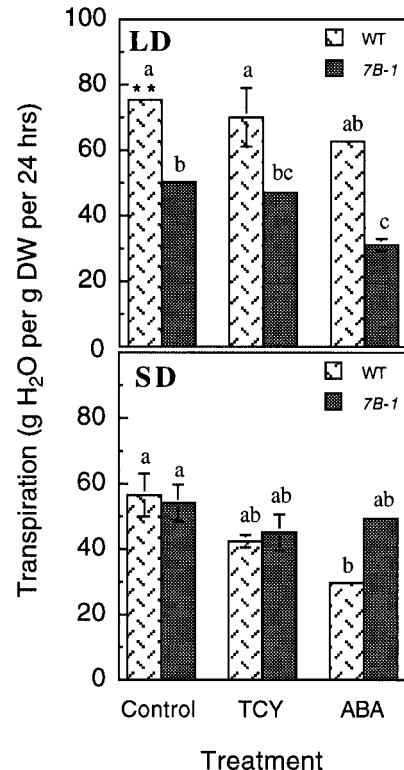 100
LD
WT
7B-1
a
**
a
ab
80
b
bc
60
c
40
20
0
Transpiration (g H₂O per g DW per 24 hrs)
SD
WT
7B-1
80
a
a
ab
ab
ab
60
b
40
60
0
Control
TCY
ABA
Treatment